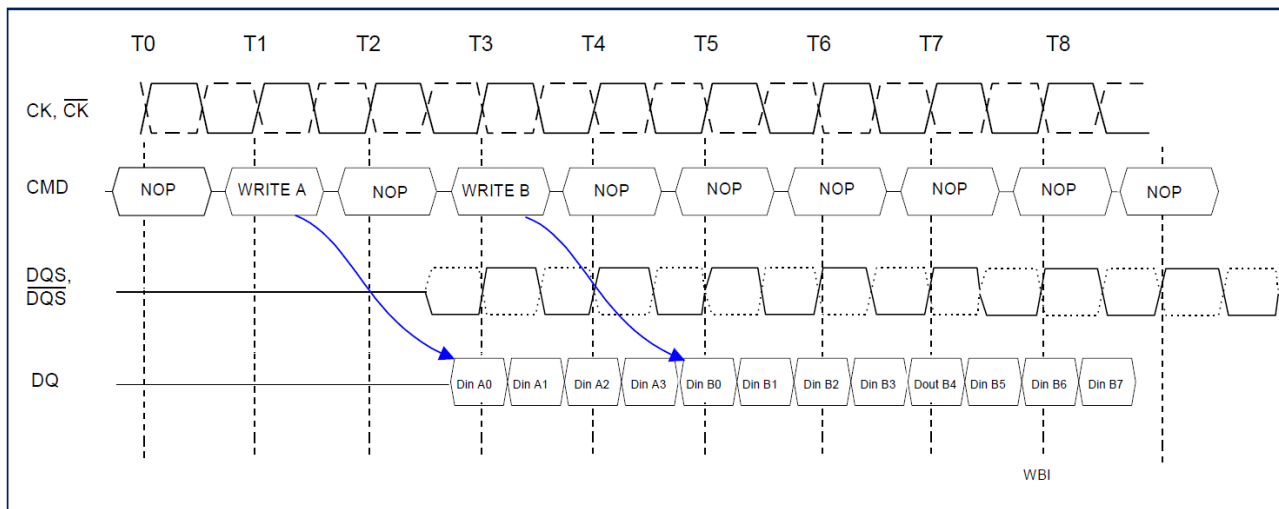 T0 T1 T2 T3 T4 T5 T6 T7 T8
CK, CK
CMD NOP WRITE A NOP WRITE B NOP NOP NOP NOP NOP NOP
DQS,
DQS
DQ Din A0 Din A1 Din A2 Din A3 Din B0 Din B1 Din B2 Din B3 Dout B4 Din B5 Din B6 Din B7
WBI